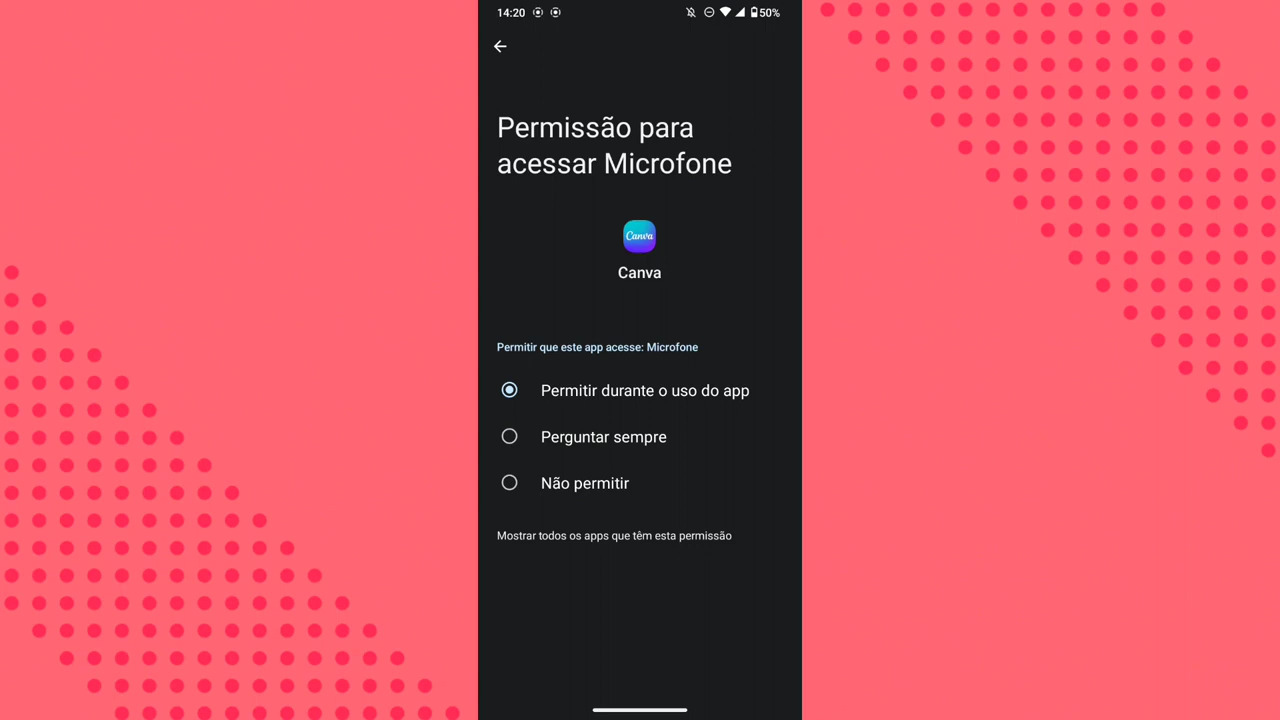 14:20 50%
Permissão para
acessar Microfone
Canva
Canva
Permitir que este app acesse: Microfone
Permitir durante o uso do app
Perguntar sempre
Não permitir
Mostrar todos os apps que têm esta permissão